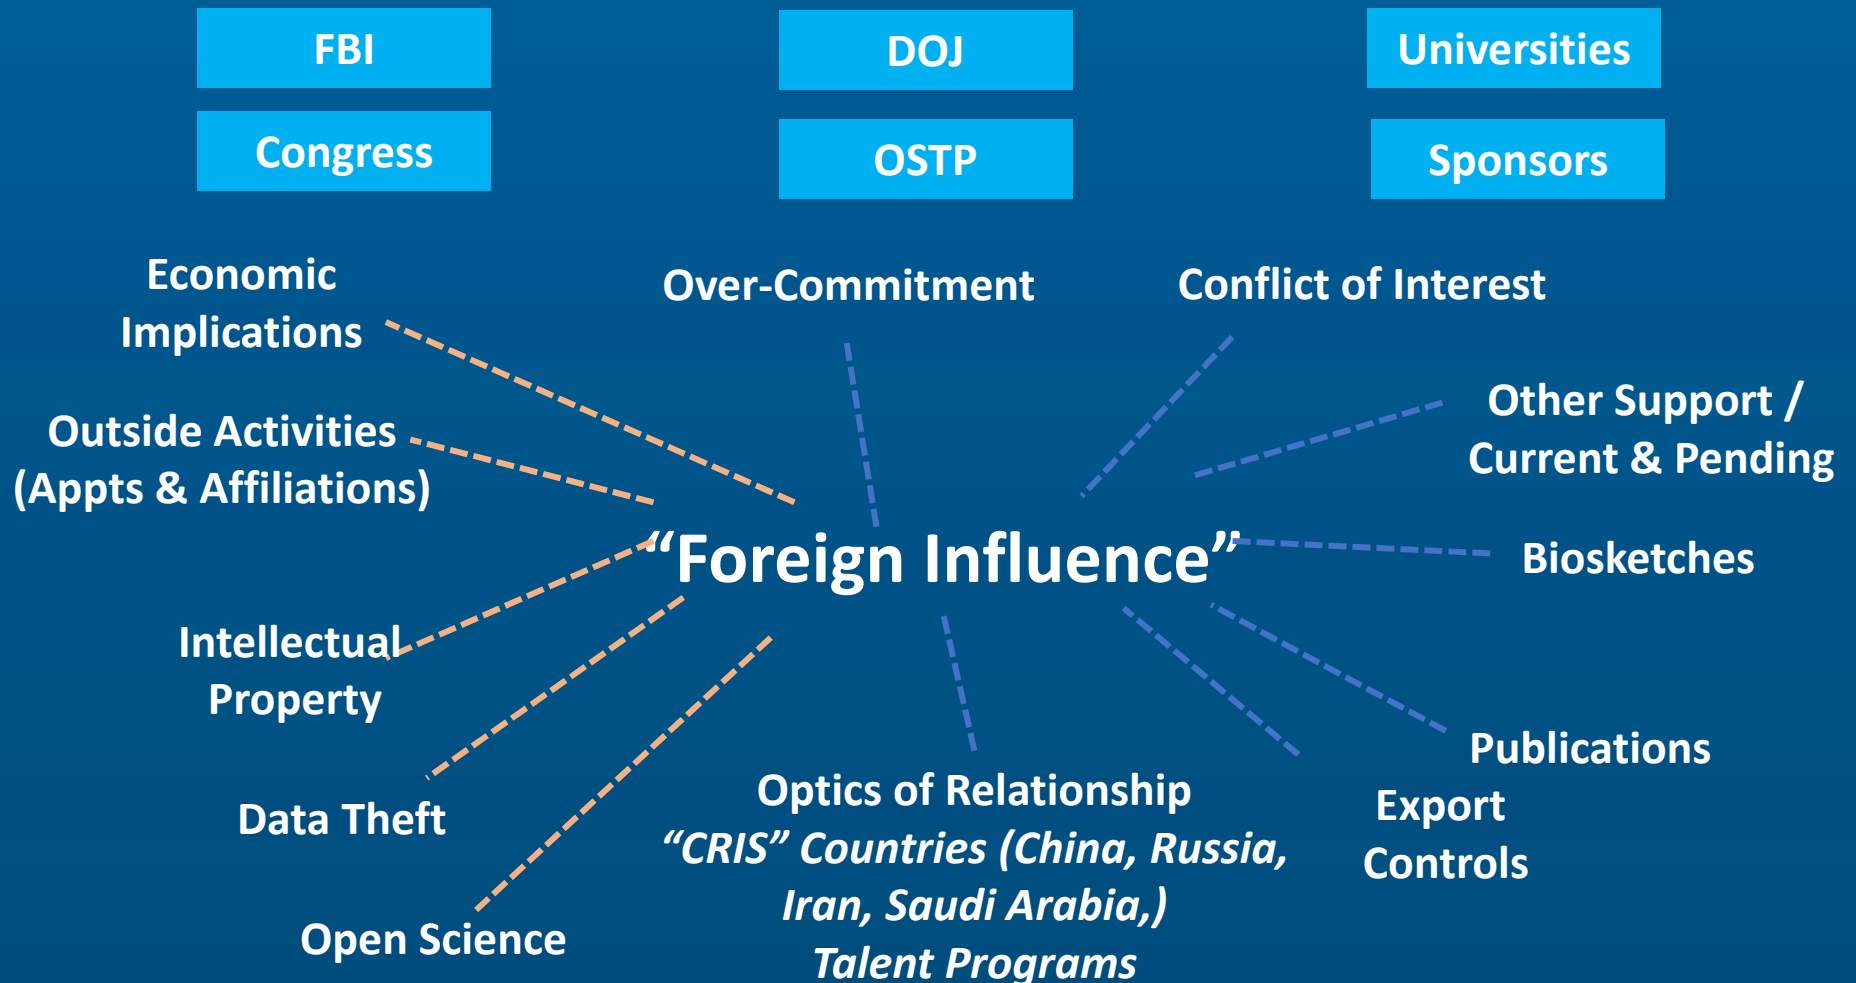 FBI
DOJ
Universities
Congress
OSTP
Sponsors
Economic
Implications
Over-Commitment
Conflict of Interest
Outside Activities
(Appts & Affiliations)
Other Support /
Current & Pending
“Foreign Influence”
Biosketches
Intellectual
Property
Data Theft
Open Science
Optics of Relationship
“CRIS” Countries (China, Russia,
Iran, Saudi Arabia,)
Talent Programs
Publications
Export
Controls